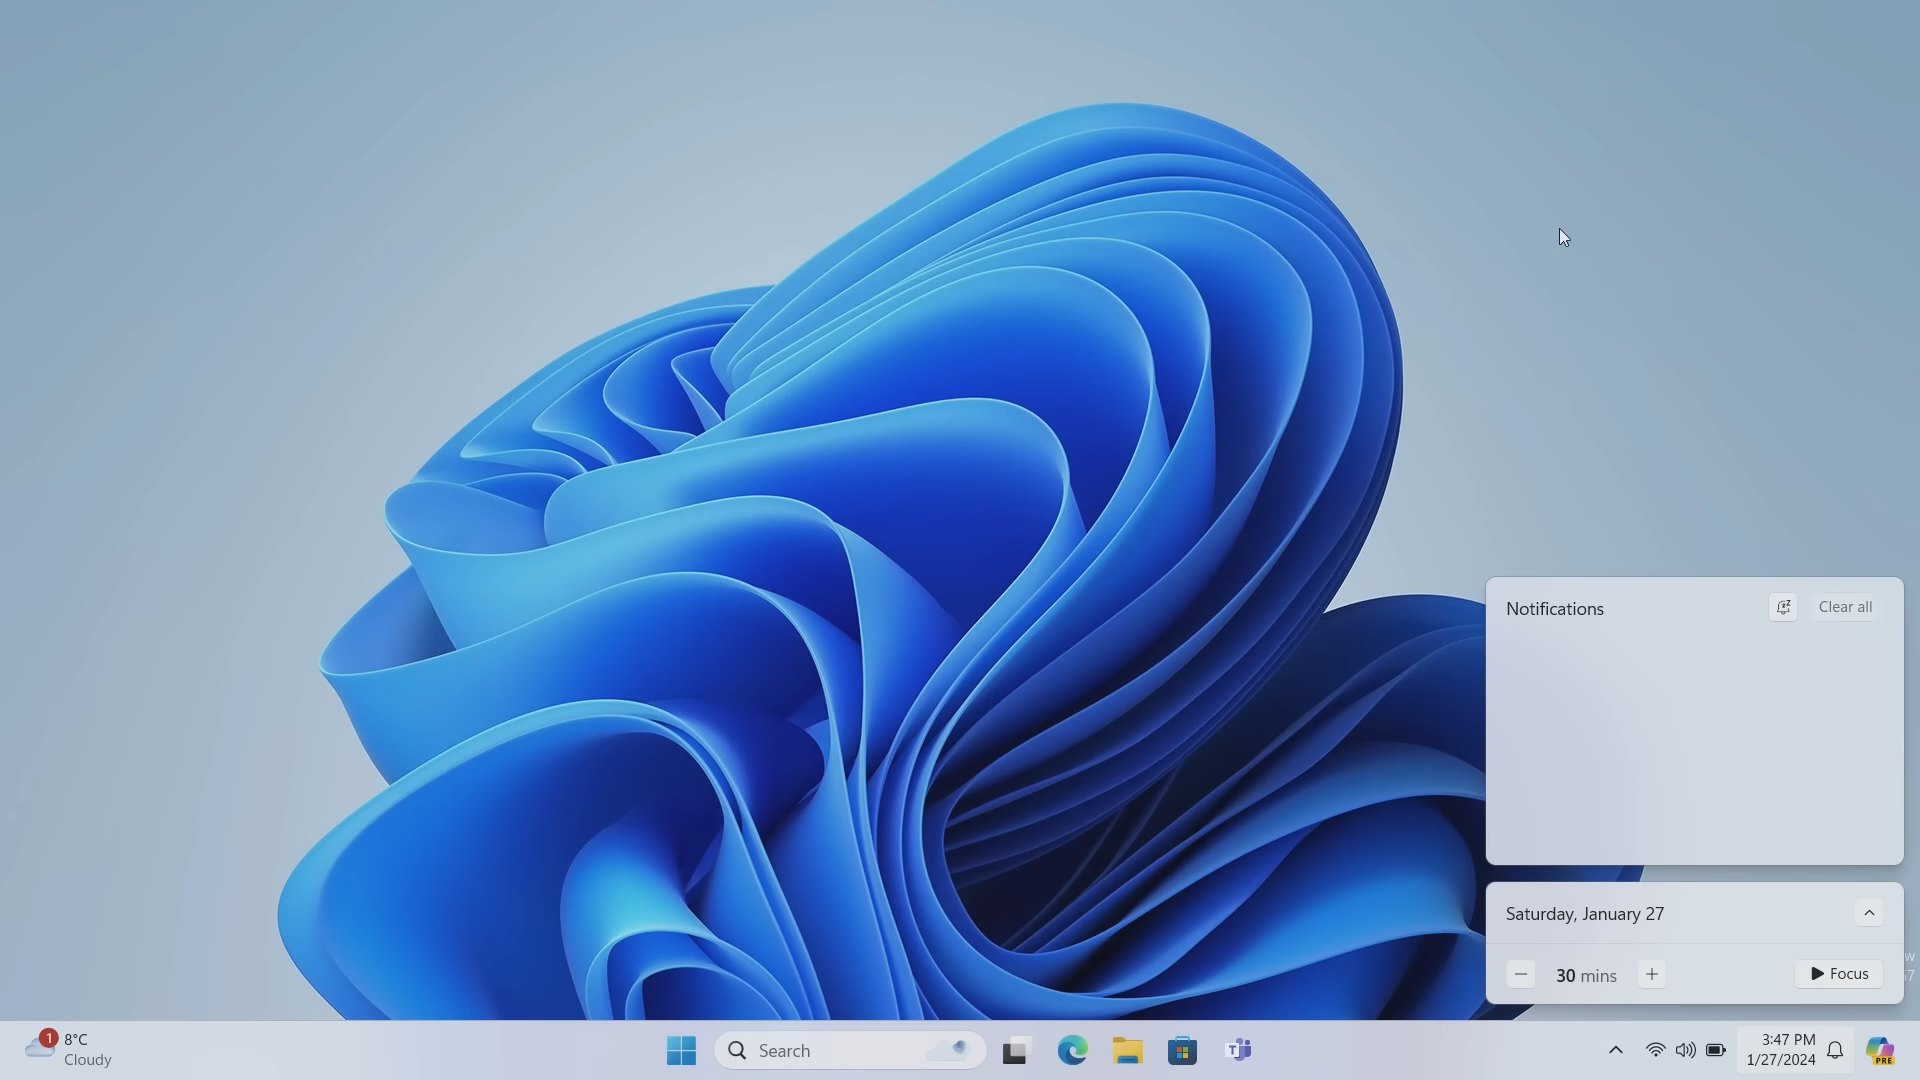 Notifications
Clear all
Saturday, January 27
30 mins
Focus
1
8°C
Cloudy
Search
T
3:47 PM
1/27/2024
PRE